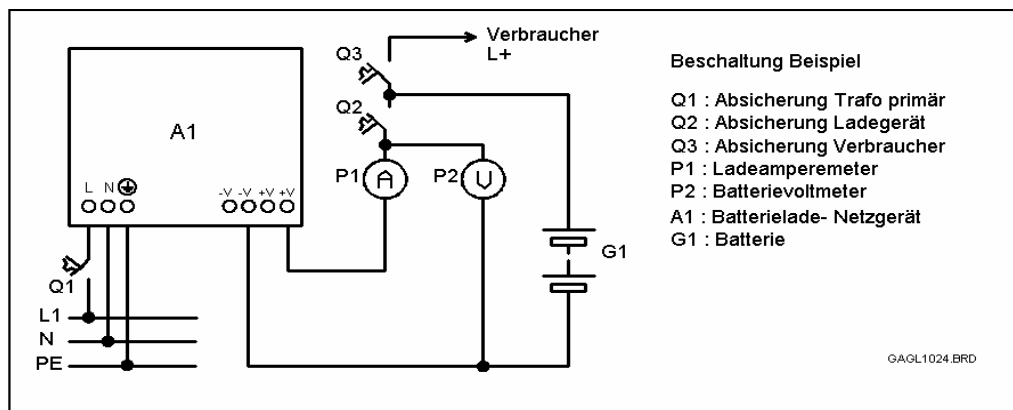 Verbraucher
L+
Q3
Q2
A1
P1
A
P2
V
L N
-V -V +V +V
Q1
G1
L1
N
PE
Beschaltung Beispiel
Q1 : Absicherung Trafo primär
Q2 : Absicherung Ladegerät
Q3 : Absicherung Verbraucher
P1 : Ladeamperemeter
P2 : Batterievoltmeter
A1 : Batterielade- Netzgerät
G1 : Batterie
GAGL1024.BRD